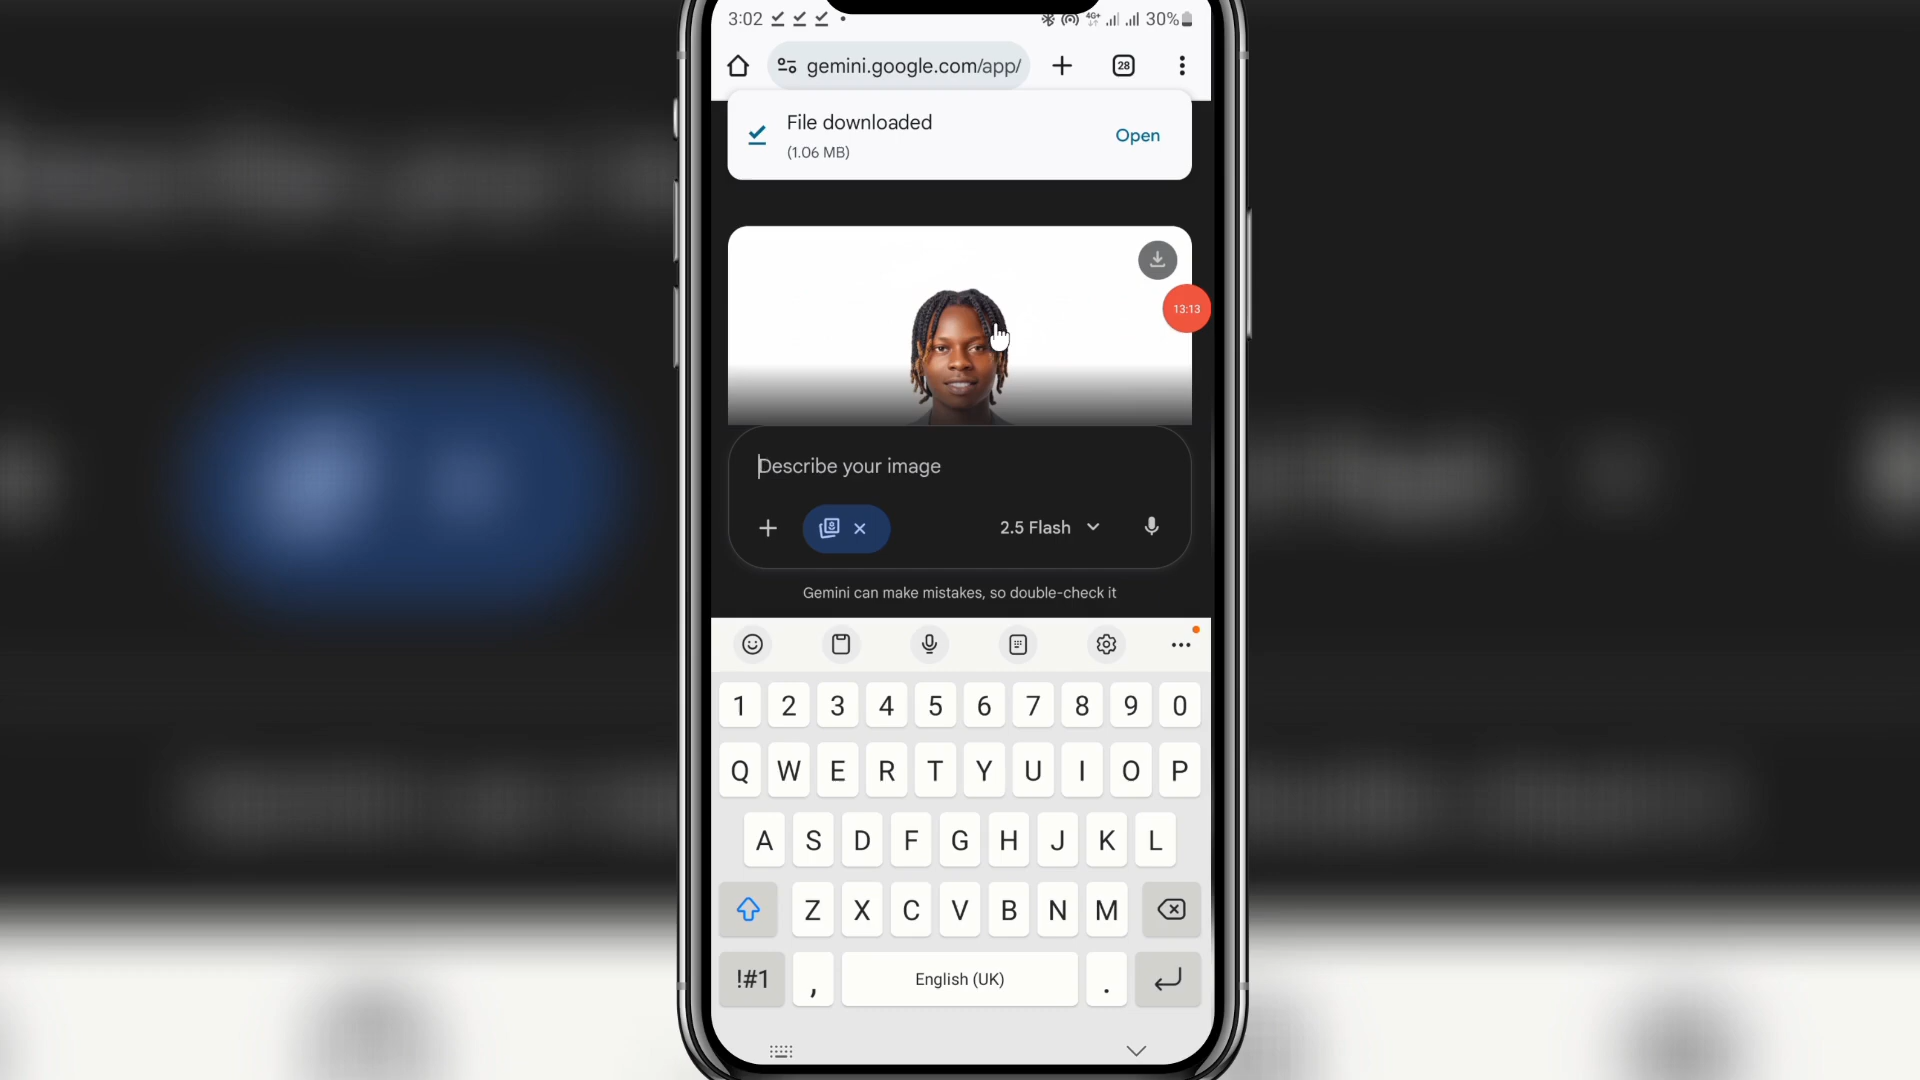 3:02
4G+
30%
gemini.google.com/app/
28
File downloaded
(1.06 MB)
Open
13:13
Describe your image
2.5 Flash
Gemini can make mistakes, so double-check it
1 2 3 4 5 6 7 8 9 0
Q W E R T Y U I O P
A S D F G H J K L
Z X C V B N M
!#1 , English (UK) .